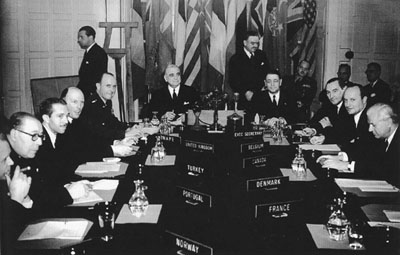 EXEC. SECRETARY
UNITED KINGDOM
BELGIUM
CANADA
TURKEY
DENMARK
PORTUGAL
FRANCE
NORWAY